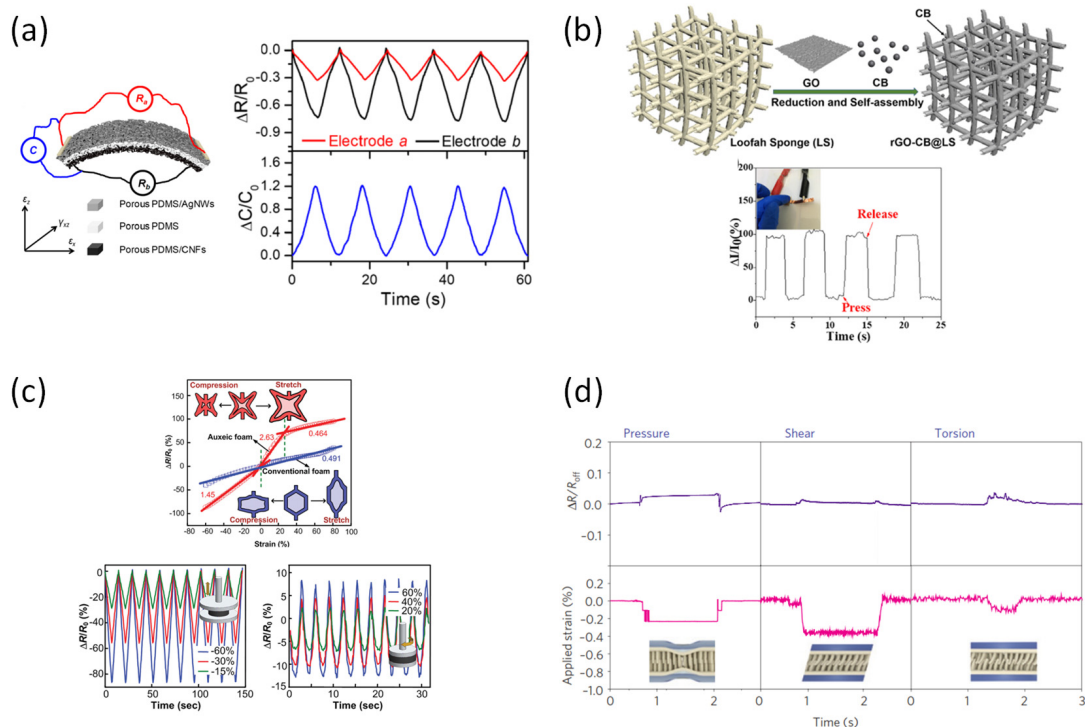 (a)
R_a
C
R_b
ε_z
γ_xz
ε_x
Porous PDMS/AgNWs
Porous PDMS
Porous PDMS/CNFs
ΔR/R_0
0.0
-0.3
-0.6
-0.9
Electrode a
Electrode b
ΔC/C_0
1.2
0.8
0.4
0.0
0 10 20 30 40 50 60
Time (s)
(b)
CB
GO
CB
Reduction and Self-assembly
Loofah Sponge (LS)
rGO-CB@LS
ΔI/I0(%)
200
150
100
50
0
Release
Press
0 5 10 15 20 25
Time (s)
(c)
ΔR/R₀ (%)
150
100
50
0
-50
-100
Compression
Stretch
Auxeic foam
2.63
0.464
0.491
Conventional foam
1.45
Compression
Stretch
-80 -60 -40 -20 0 20 40 60 80 100
Strain (%)
ΔR/R₀ (%)
0
-20
-40
-60
-80
-60%
-30%
-15%
0 50 100 150
Time (sec)
ΔR/R₀ (%)
10
5
0
-5
-10
-15
60%
40%
20%
0 10 20 30
Time (sec)
(d)
Pressure
Shear
Torsion
ΔR/R_off
0.2
0.1
0.0
-0.1
Applied strain (%)
0.2
0.0
-0.2
-0.4
-0.6
-0.8
-1.0
1 2 1 2 0 1 2 3
Time (s)